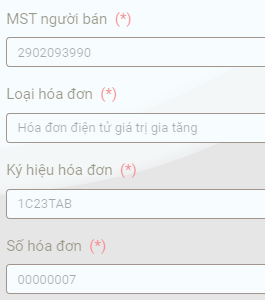 MST người bán (*)
2902093990
Loại hóa đơn (*)
Hóa đơn điện tử giá trị gia tăng
Ký hiệu hóa đơn (*)
1C23TAB
Số hóa đơn (*)
00000007